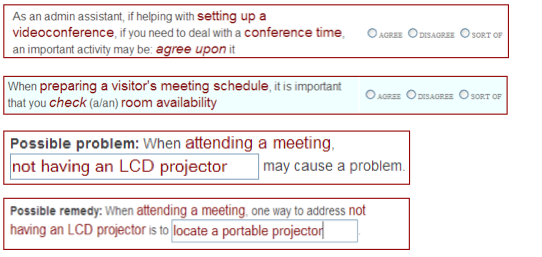 As an admin assistant, if helping with setting up a
videoconference, if you need to deal with a conference time, AGREE DISAGREE SORT OF
an important activity may be: agree upon it
When preparing a visitor's meeting schedule, it is important
that you check (a/an) room availability AGREE DISAGREE SORT OF
Possible problem: When attending a meeting,
not having an LCD projector may cause a problem.
Possible remedy: When attending a meeting, one way to address not
having an LCD projector is to locate a portable projector.